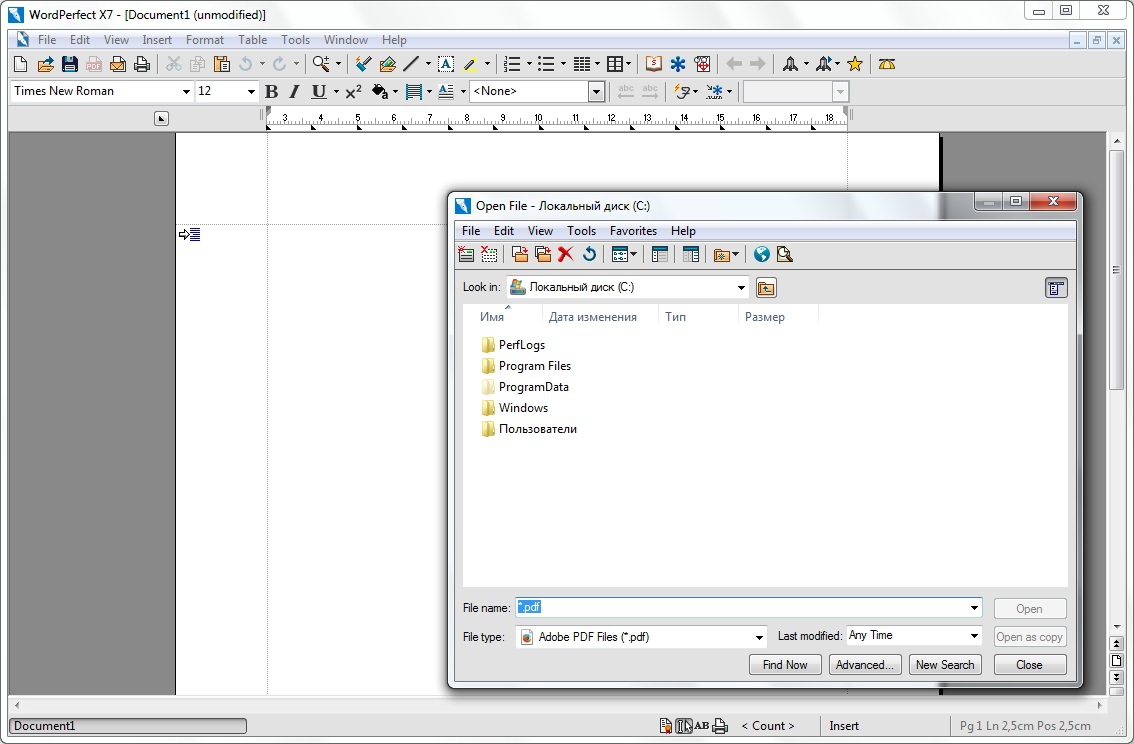 WordPerfect X7 - [Document1 (unmodified)]
File Edit View Insert Format Table Tools Window Help
Times New Roman 12 B I U x² <None> abc abc
3 4 5 6 7 8 9 10 11 12 13 14 15 16 17 18
Open File - Локальный диск (C:)
File Edit View Tools Favorites Help
Look in: Локальный диск (C:)
Имя Дата изменения Тип Размер
PerfLogs
Program Files
ProgramData
Windows
Пользователи
File name: *.pdf Open
File type: Adobe PDF Files (*.pdf) Last modified: Any Time Open as copy
Find Now Advanced... New Search Close
Document1 AB < Count > Insert Pg 1 Ln 2,5cm Pos 2,5cm